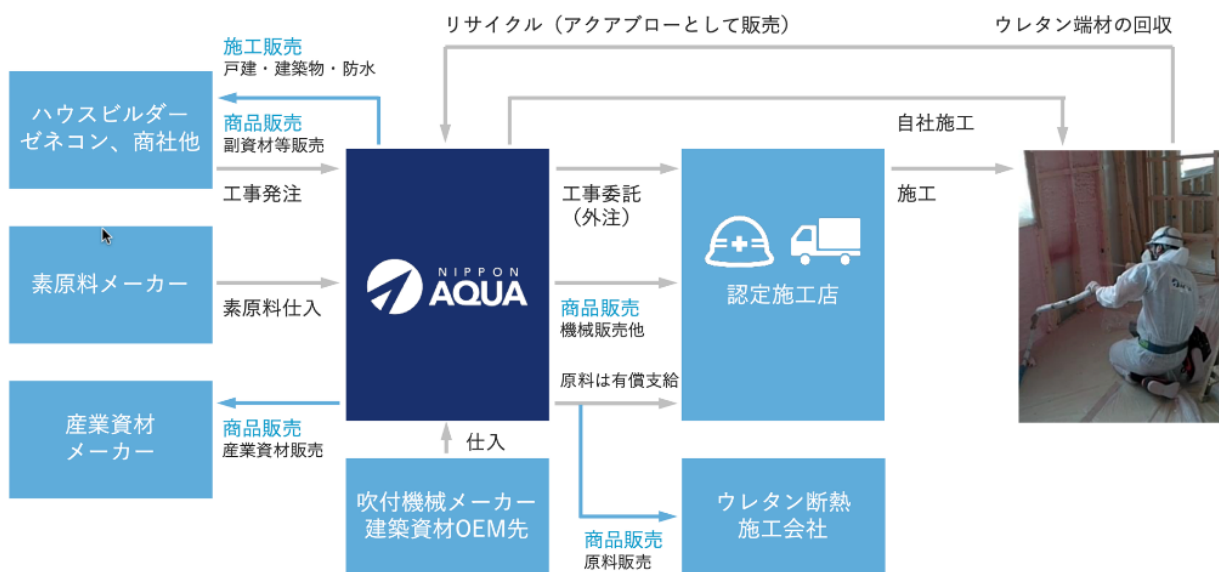 リサイクル（アクアブローとして販売）
ウレタン端材の回収
施工販売
戸建・建築物・防水
ハウスビルダー
ゼネコン、商社他
商品販売
副資材等販売
自社施工
工事発注
工事委託
（外注）
施工
素原料メーカー
素原料仕入
NIPPON
AQUA
認定施工店
商品販売
機械販売他
原料は有償支給
産業資材
メーカー
商品販売
産業資材販売
仕入
吹付機械メーカー
建築資材OEM先
ウレタン断熱
施工会社
商品販売
原料販売